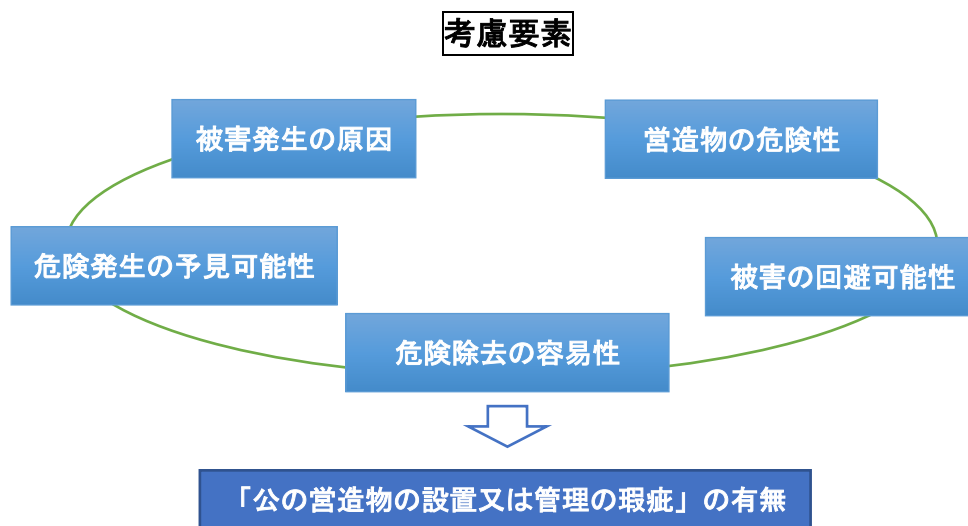 考慮要素
被害発生の原因
営造物の危険性
危険発生の予見可能性
被害の回避可能性
危険除去の容易性
「公の営造物の設置又は管理の瑕疵」の有無